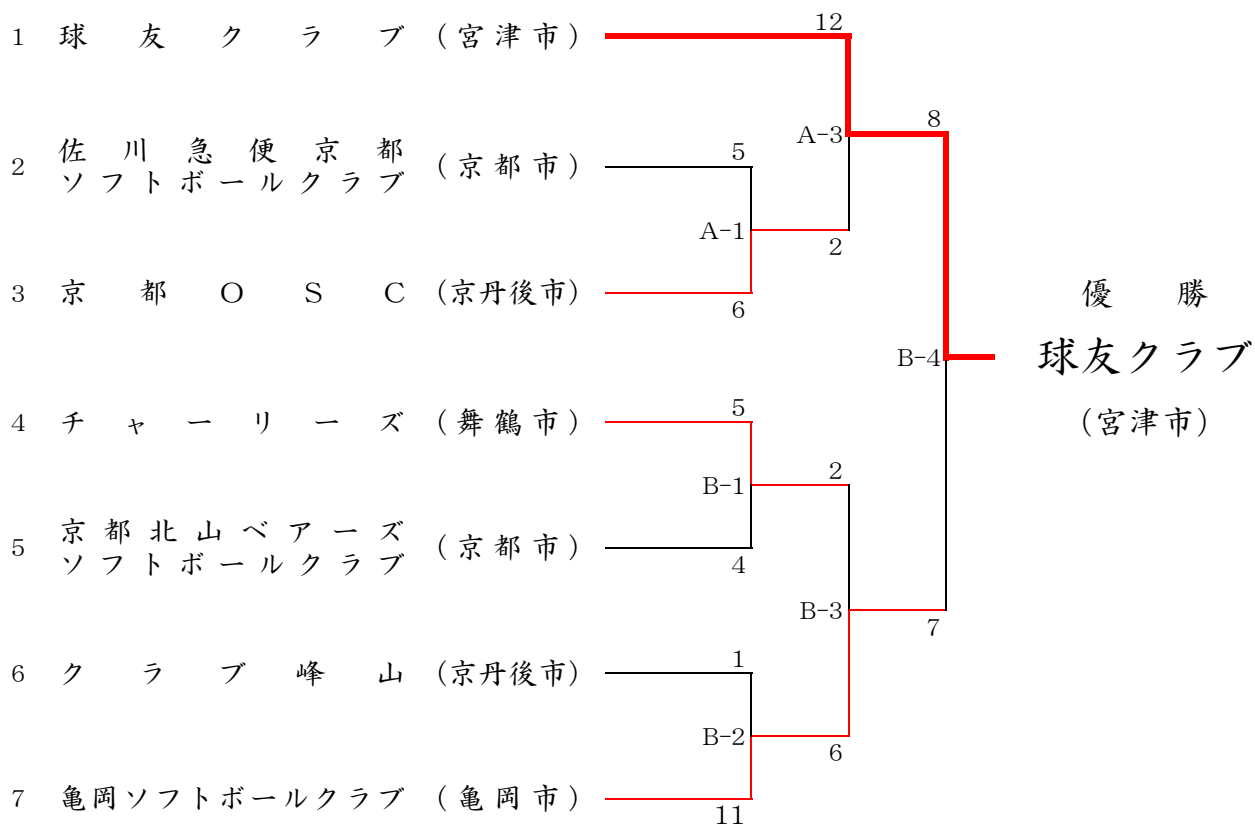 12
1 球友クラブ (宮津市)
8
A-3
5
2 佐川急便京都
ソフトボールクラブ (京都市)
A-1
2
3 京都OSC (京丹後市)
6
優勝
B-4
球友クラブ
(宮津市)
5
4 チャーリーズ (舞鶴市)
2
B-1
5 京都北山ベアーズ
ソフトボールクラブ (京都市)
4
B-3
7
1
6 クラブ峰山 (京丹後市)
B-2
6
7 亀岡ソフトボールクラブ (亀岡市)
11